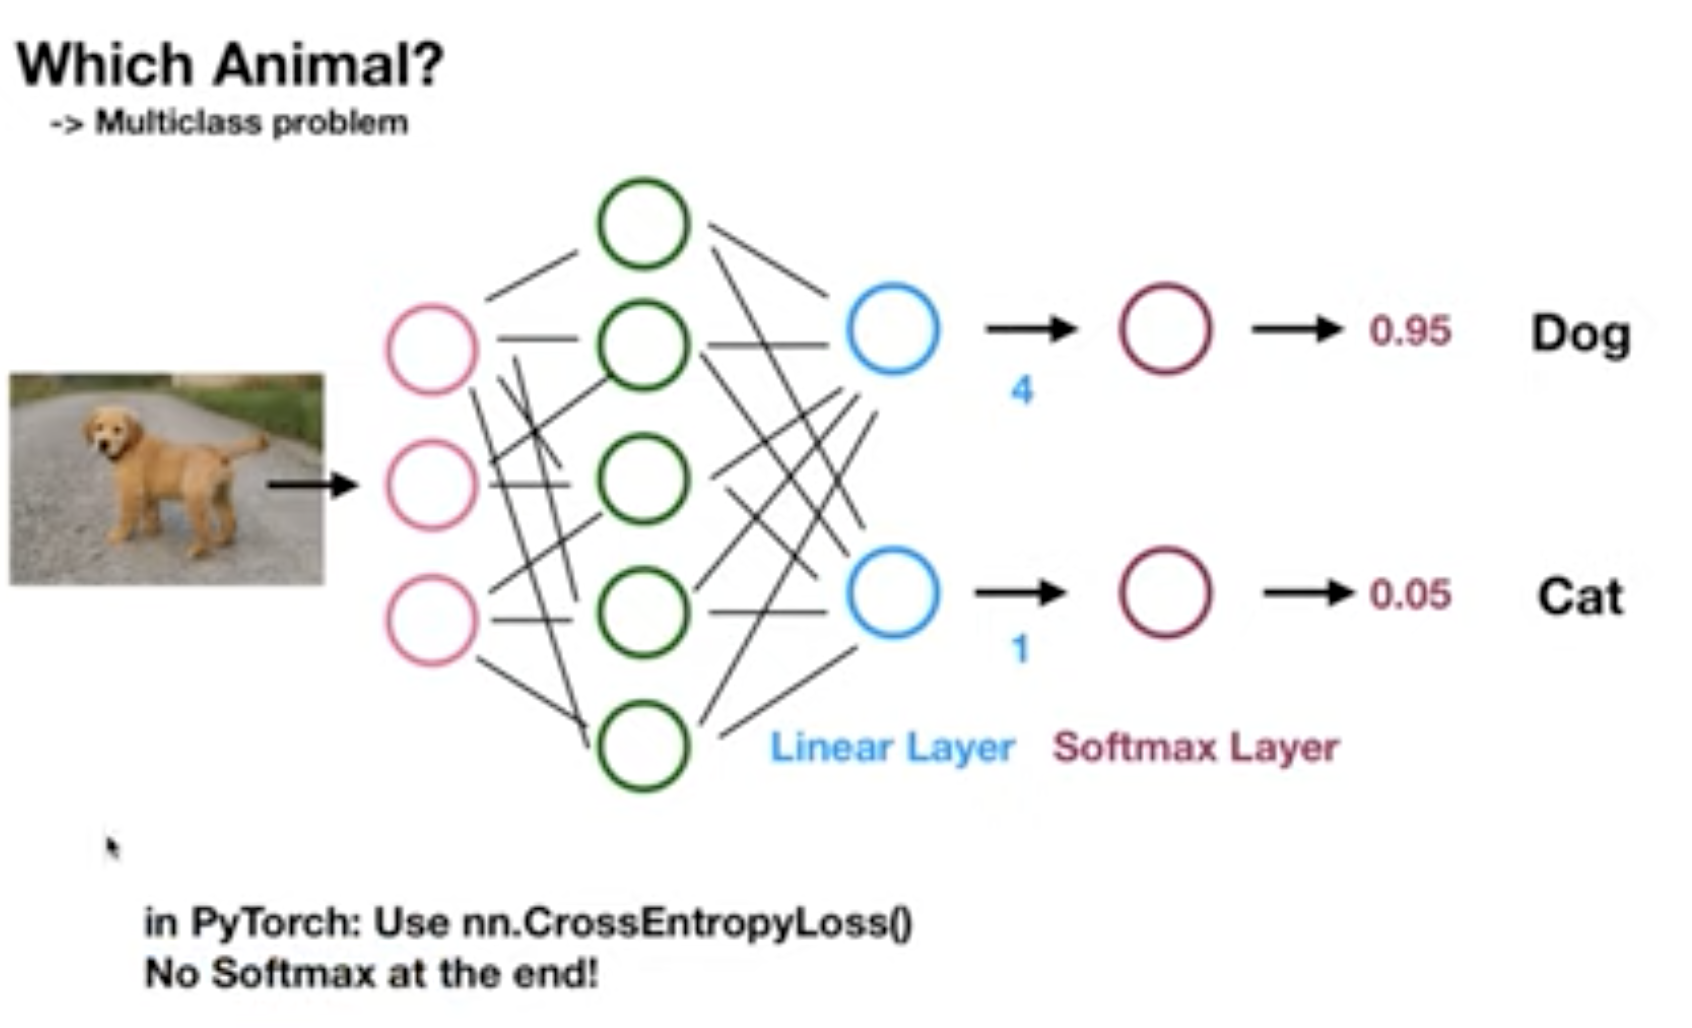 Which Animal?
-> Multiclass problem
0.95 Dog
4
0.05 Cat
1
Linear Layer Softmax Layer
in PyTorch: Use nn.CrossEntropyLoss()
No Softmax at the end!